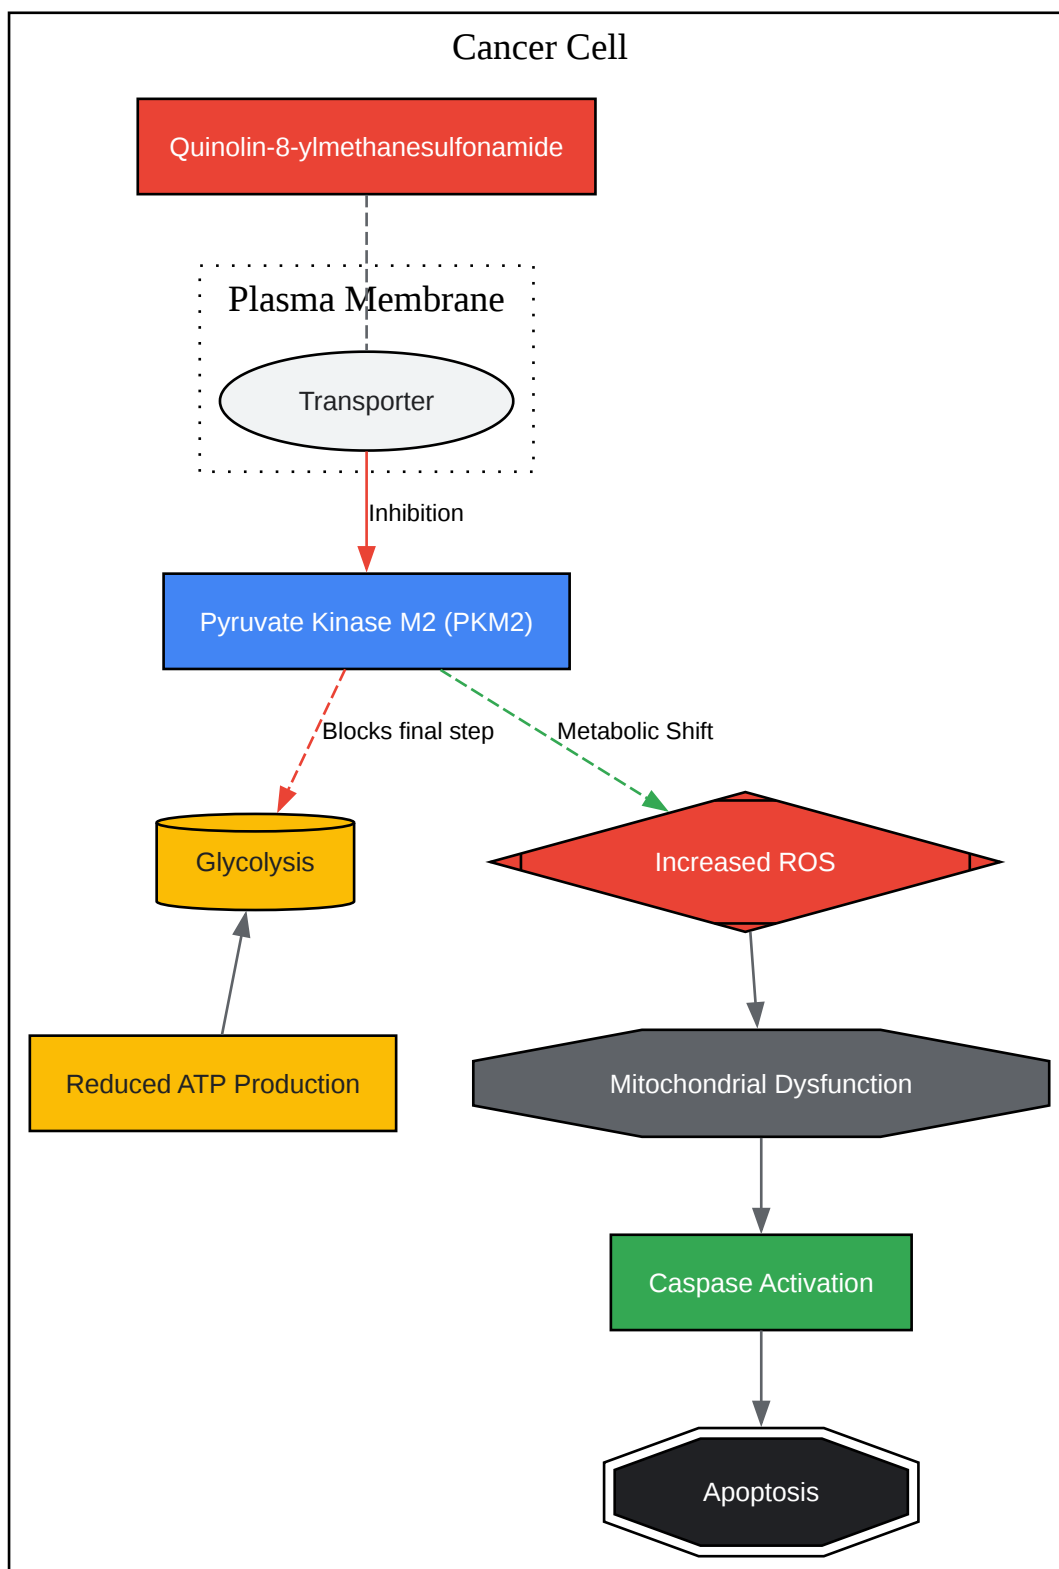 Cancer Cell
Quinolin-8-ylmethanesulfonamide
Plasma Membrane
Transporter
Inhibition
Pyruvate Kinase M2 (PKM2)
Blocks final step
Metabolic Shift
Glycolysis
Increased ROS
Reduced ATP Production
Mitochondrial Dysfunction
Caspase Activation
Apoptosis